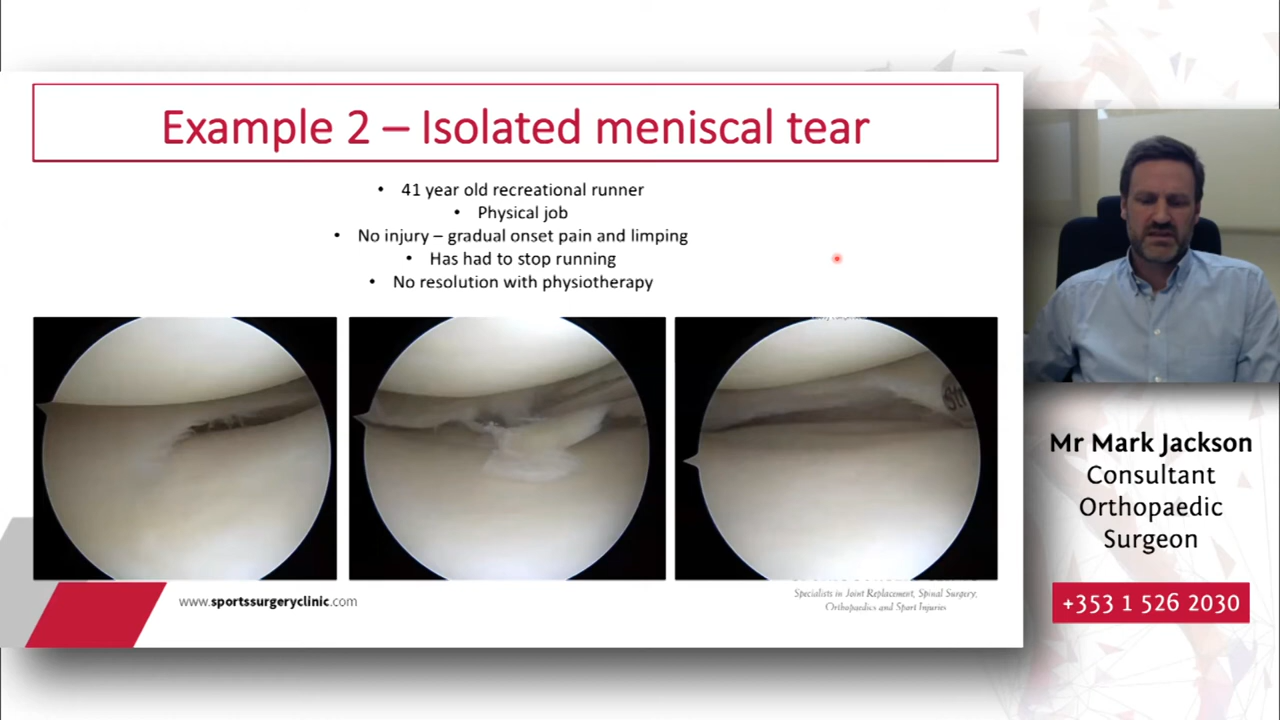 Example 2 – Isolated meniscal tear
• 41 year old recreational runner
• Physical job
• No injury – gradual onset pain and limping
• Has had to stop running
• No resolution with physiotherapy
www.sportssurgeryclinic.com
Specialists in Joint Replacement, Spinal Surgery,
Orthopaedics and Sport Injuries
Mr Mark Jackson
Consultant
Orthopaedic
Surgeon
+353 1 526 2030